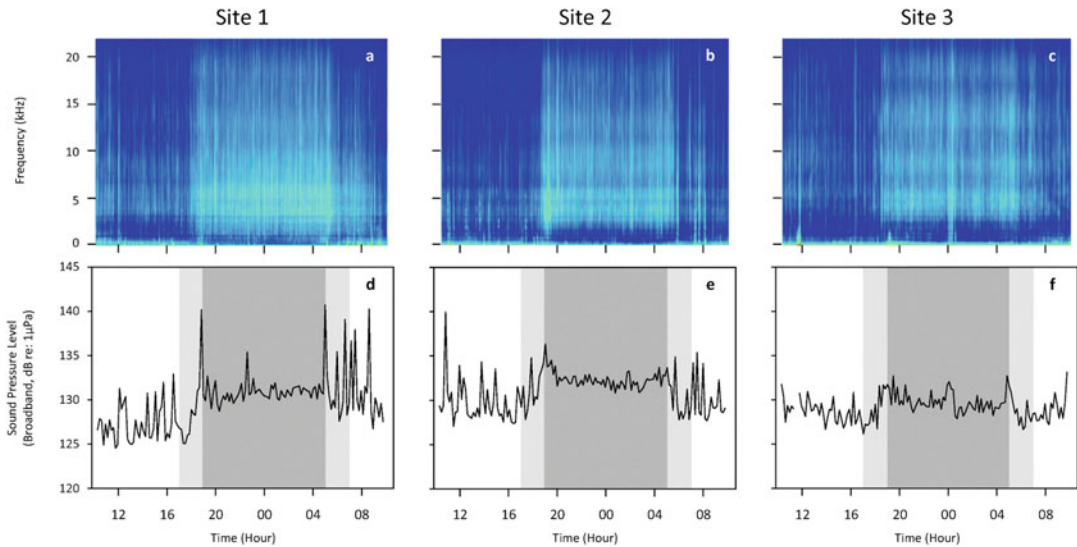 Site 1 Site 2 Site 3
a b c
20
15
10
5
0
Frequency (kHz)
d e f
145
140
135
130
125
120
Sound Pressure Level
(Broadband, dB re: 1µPa)
12 16 20 00 04 08 12 16 20 00 04 08 12 16 20 00 04 08
Time (Hour) Time (Hour) Time (Hour)